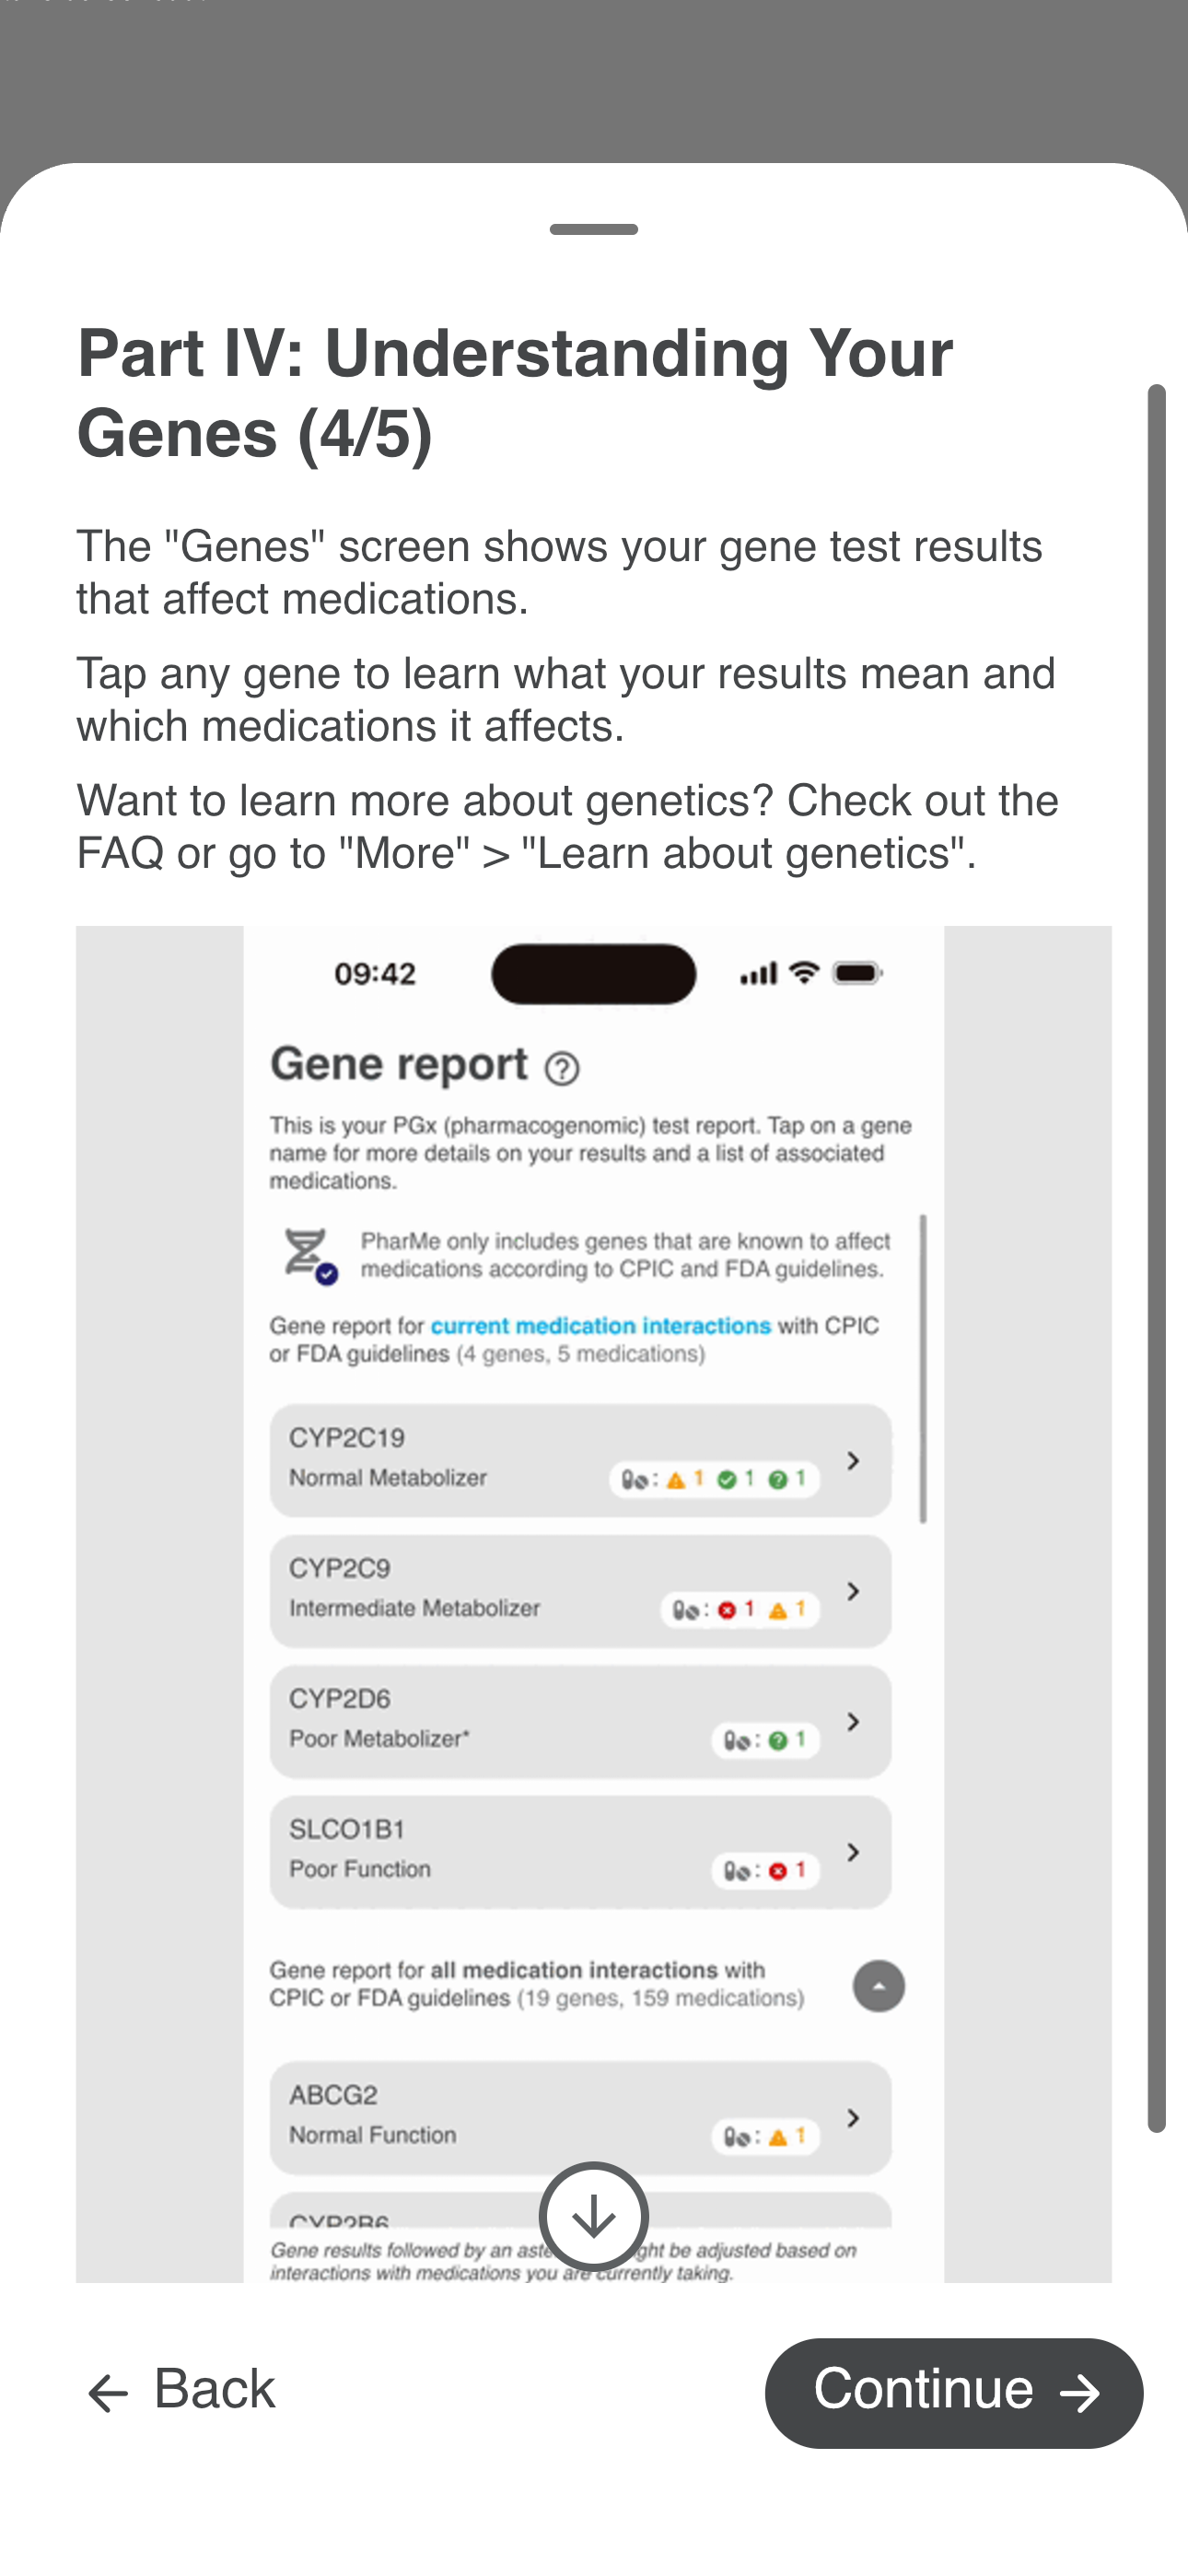 Part IV: Understanding Your
Genes (4/5)
The "Genes" screen shows your gene test results
that affect medications.
Tap any gene to learn what your results mean and
which medications it affects.
Want to learn more about genetics? Check out the
FAQ or go to "More" > "Learn about genetics".
09:42
Gene report ?
This is your PGx (pharmacogenomic) test report. Tap on a gene
name for more details on your results and a list of associated
medications.
PharMe only includes genes that are known to affect
medications according to CPIC and FDA guidelines.
Gene report for current medication interactions with CPIC
or FDA guidelines (4 genes, 5 medications)
CYP2C19
Normal Metabolizer : 1 1 ? 1
CYP2C9
Intermediate Metabolizer : 1 1
CYP2D6
Poor Metabolizer* : ? 1
SLCO1B1
Poor Function : 1
Gene report for all medication interactions with
CPIC or FDA guidelines (19 genes, 159 medications)
ABCG2
Normal Function : 1
CYP2B6
Gene results followed by an be adjusted based on
interactions with medications you are currently taking.
Back Continue